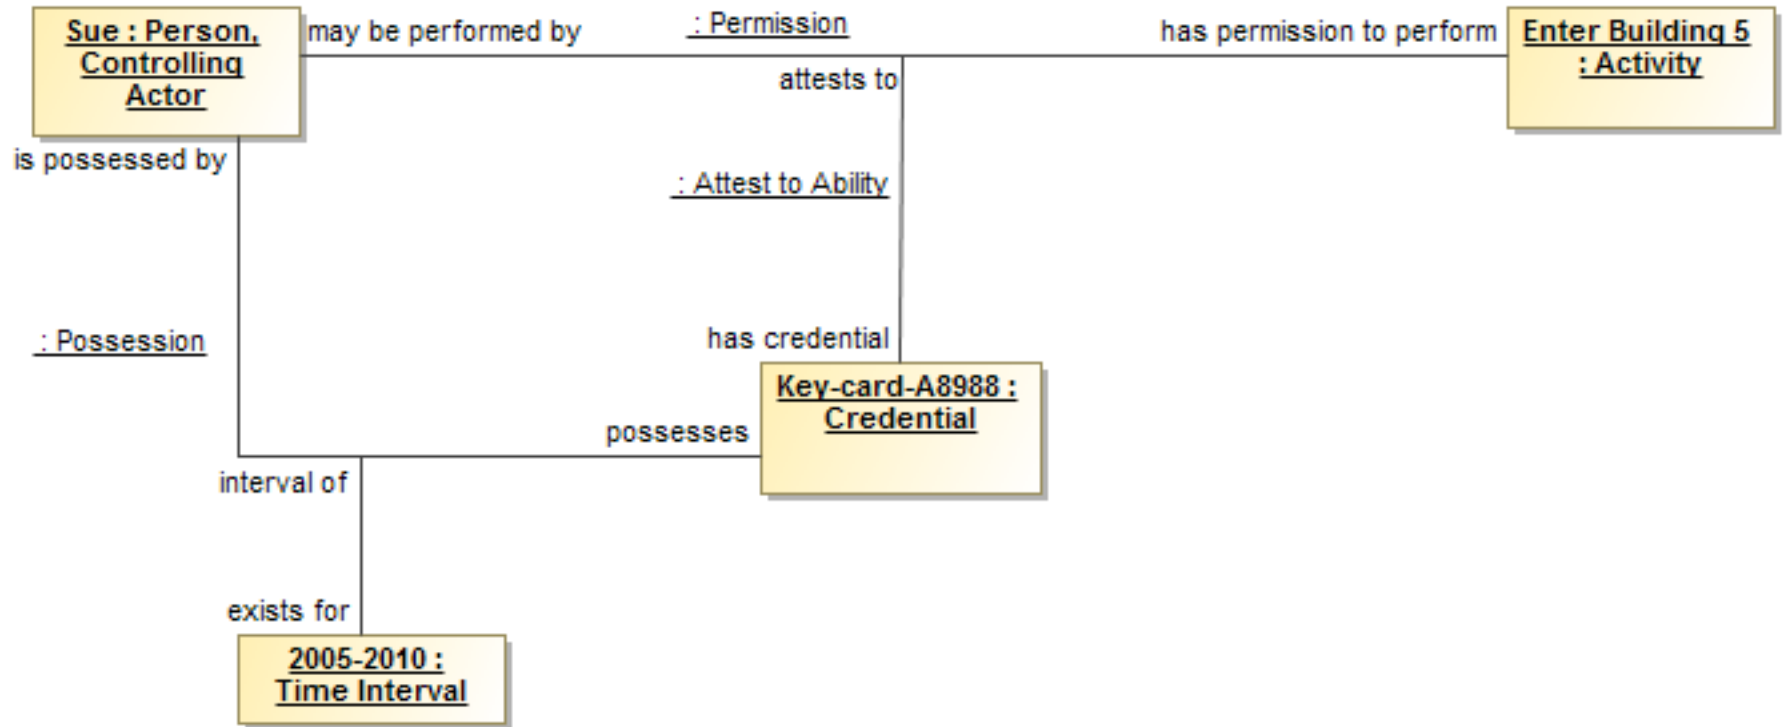 Sue : Person,
Controlling
Actor
may be performed by
: Permission
has permission to perform
Enter Building 5
: Activity
attests to
is possessed by
: Attest to Ability
: Possession
has credential
Key-card-A8988 :
Credential
possesses
interval of
exists for
2005-2010 :
Time Interval